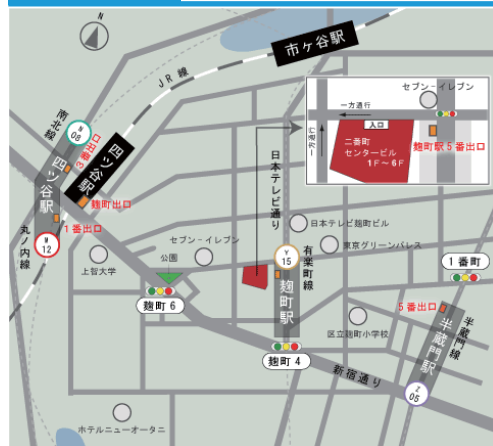 市ヶ谷駅
JR線
南北線
N
08
3番出口
四ツ谷駅
四ツ谷駅
麹町出口
M
12
1番出口
丸ノ内線
上智大学
セブン-イレブン
公園
麹町6
日本テレビ通り
日本テレビ麹町ビル
東京グリーンパレス
Y
15
有楽町線
麹町駅
麹町4
区立麹町小学校
新宿通り
1番町
5番出口
半蔵門線
半蔵門駅
Z
05
ホテルニューオータニ
セブン-イレブン
一方通行
一方通行
入口
二番町
センタービル
1F〜6F
麹町駅5番出口
N